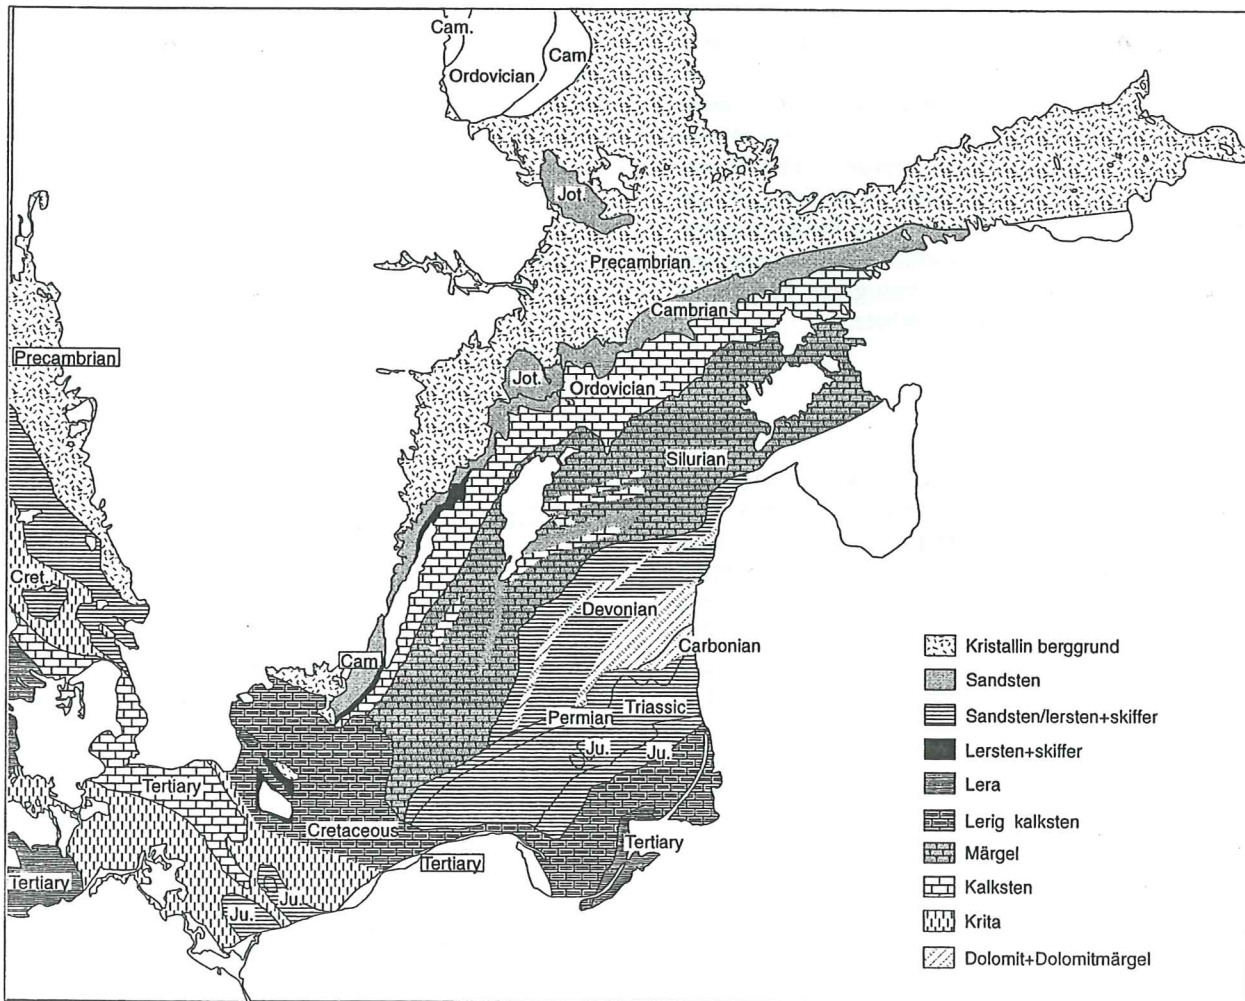 Cam.
Cam.
Ordovician
Jot.
Precambrian
Cambrian
Precambrian
Jot.
Ordovician
Silurian
Cret.
Devonian
Carbonian
Cam.
Triassic
Permian
Ju.
Ju.
Tertiary
Cretaceous
Tertiary
Tertiary
Tertiary
Ju.
Ju.
Kristallin berggrund
Sandsten
Sandsten/lersten+skiffer
Lersten+skiffer
Lera
Lerig kalksten
Märgel
Kalksten
Krita
Dolomit+Dolomitmärgel